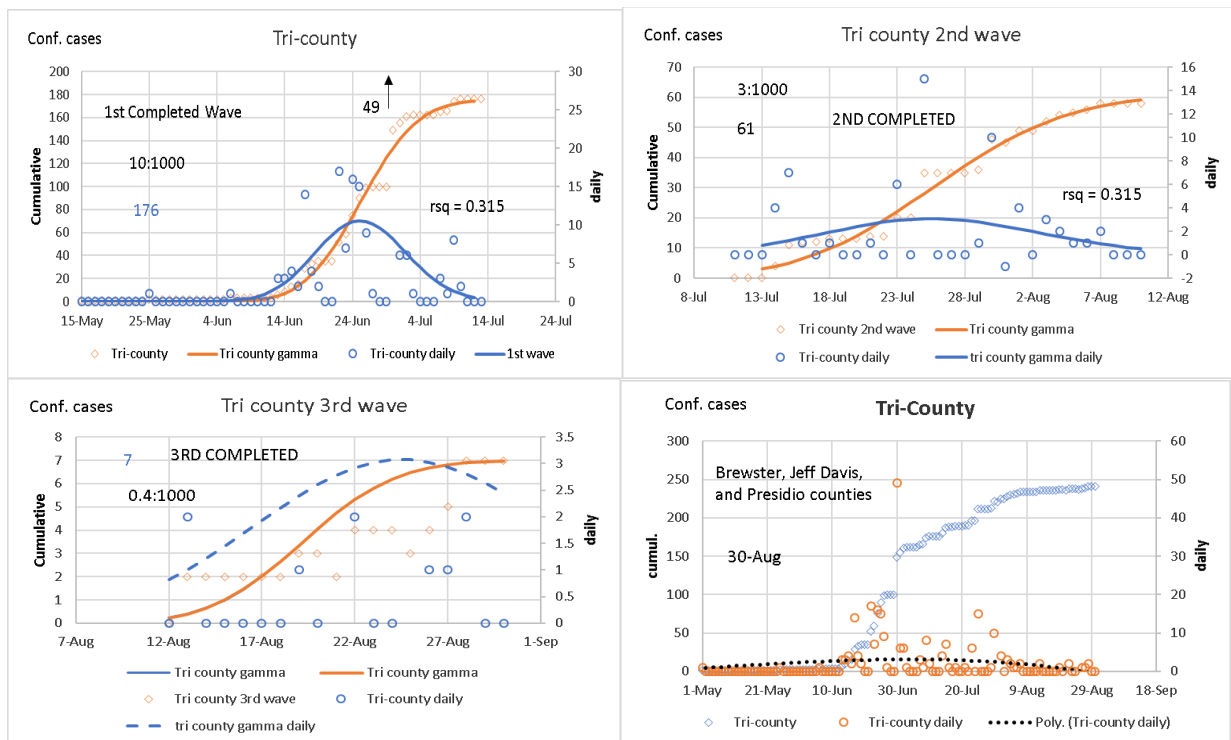 Conf. cases
Tri-county
200
180
160
140
120
100
80
60
40
20
0
Cumulative
30
25
20
15
10
5
0
daily
1st Completed Wave
49
10:1000
176
rsq = 0.315
15-May
25-May
4-Jun
14-Jun
24-Jun
4-Jul
14-Jul
24-Jul
Tri-county
Tri county gamma
Tri-county daily
1st wave
Conf. cases
Tri county 2nd wave
70
60
50
40
30
20
10
0
Cumulative
16
14
12
10
8
6
4
2
0
-2
daily
3:1000
61
2ND COMPLETED
rsq = 0.315
8-Jul
13-Jul
18-Jul
23-Jul
28-Jul
2-Aug
7-Aug
12-Aug
Tri county 2nd wave
Tri county gamma
Tri-county daily
tri county gamma daily
Conf. cases
Tri county 3rd wave
8
7
6
5
4
3
2
1
0
Cumulative
3.5
3
2.5
2
1.5
1
0.5
0
daily
7
3RD COMPLETED
0.4:1000
7-Aug
12-Aug
17-Aug
22-Aug
27-Aug
1-Sep
Tri county gamma
Tri county gamma
Tri county 3rd wave
Tri-county daily
tri county gamma daily
Conf. cases
Tri-County
300
250
200
150
100
50
0
cumul.
60
50
40
30
20
10
0
daily
Brewster, Jeff Davis,
and Presidio counties
30-Aug
1-May
21-May
10-Jun
30-Jun
20-Jul
9-Aug
29-Aug
18-Sep
Tri-county
Tri-county daily
Poly. (Tri-county daily)